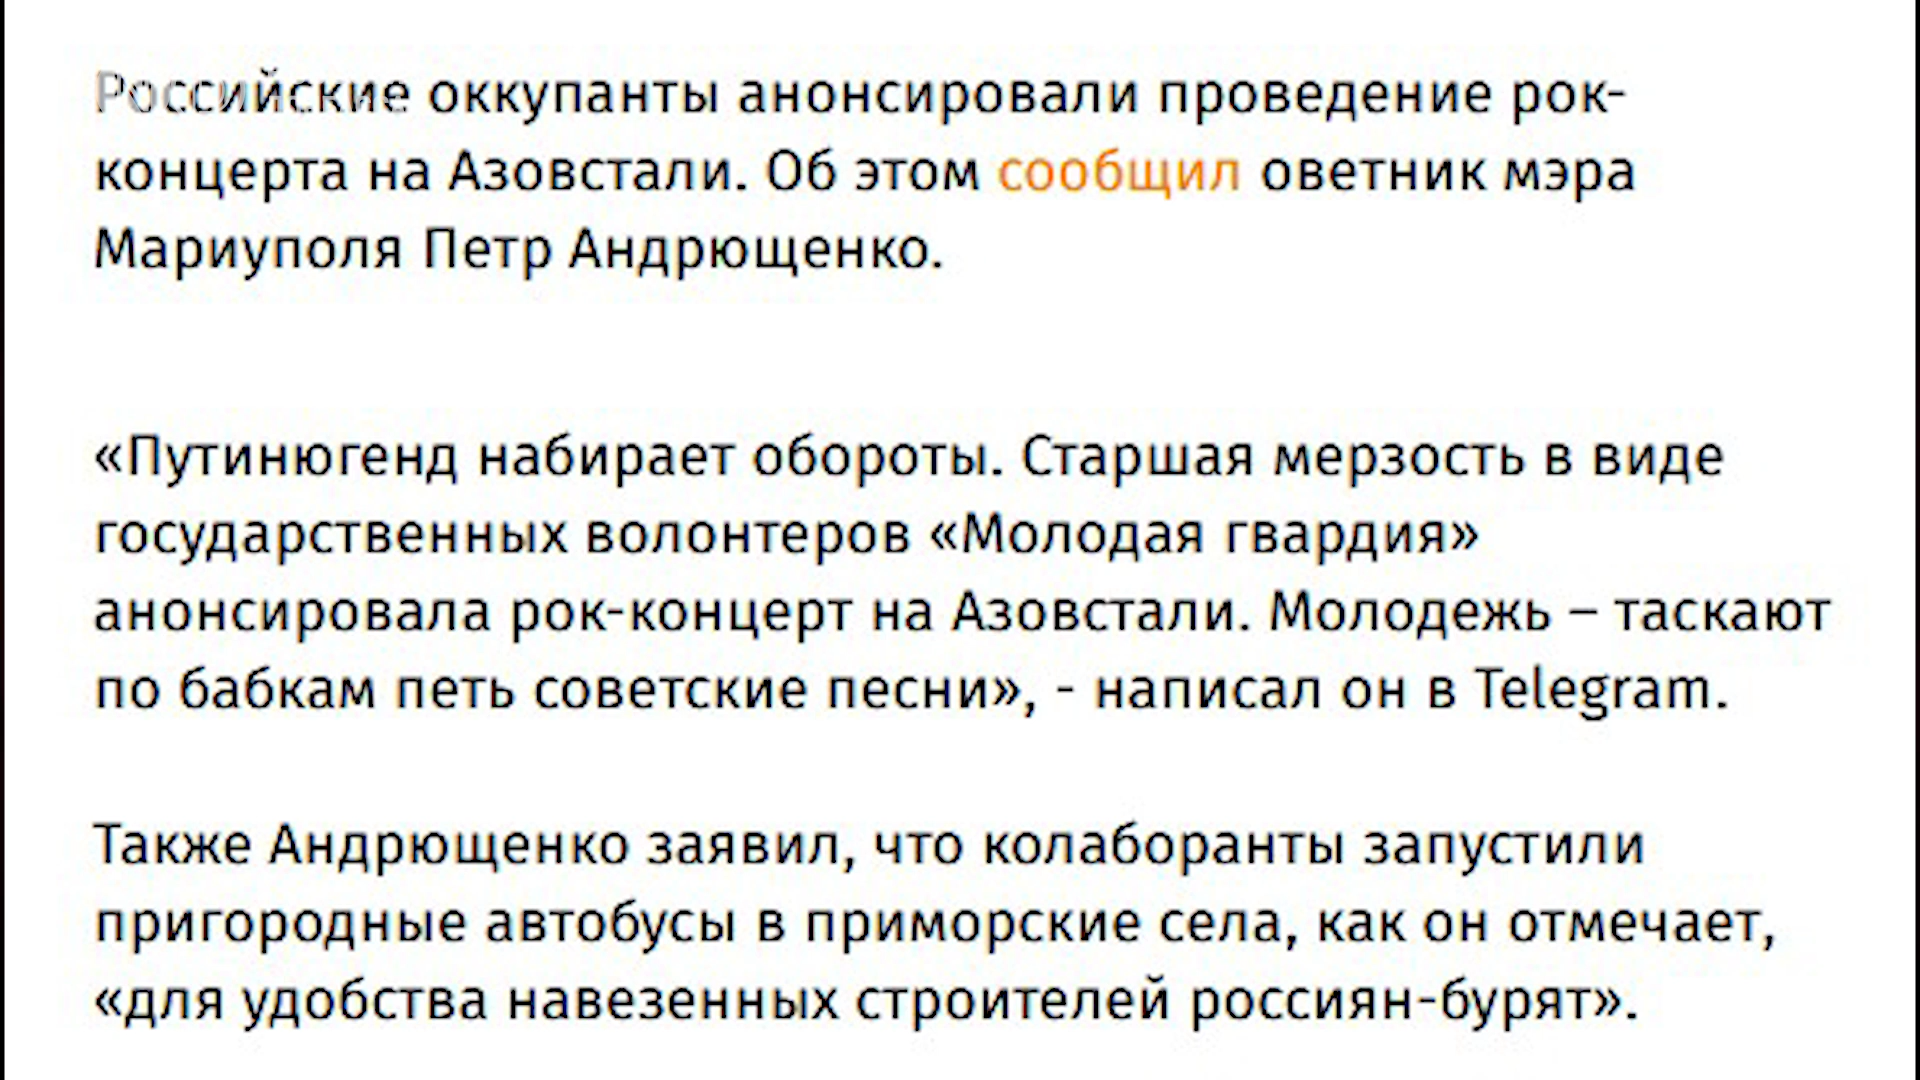 Российские оккупанты анонсировали проведение рок-
концерта на Азовстали. Об этом сообщил оветник мэра
Мариуполя Петр Андрющенко.
«Путинюгенд набирает обороты. Старшая мерзость в виде
государственных волонтеров «Молодая гвардия»
анонсировала рок-концерт на Азовстали. Молодежь – таскают
по бабкам петь советские песни», - написал он в Telegram.
Также Андрющенко заявил, что колаборанты запустили
пригородные автобусы в приморские села, как он отмечает,
«для удобства навезенных строителей россиян-бурят».